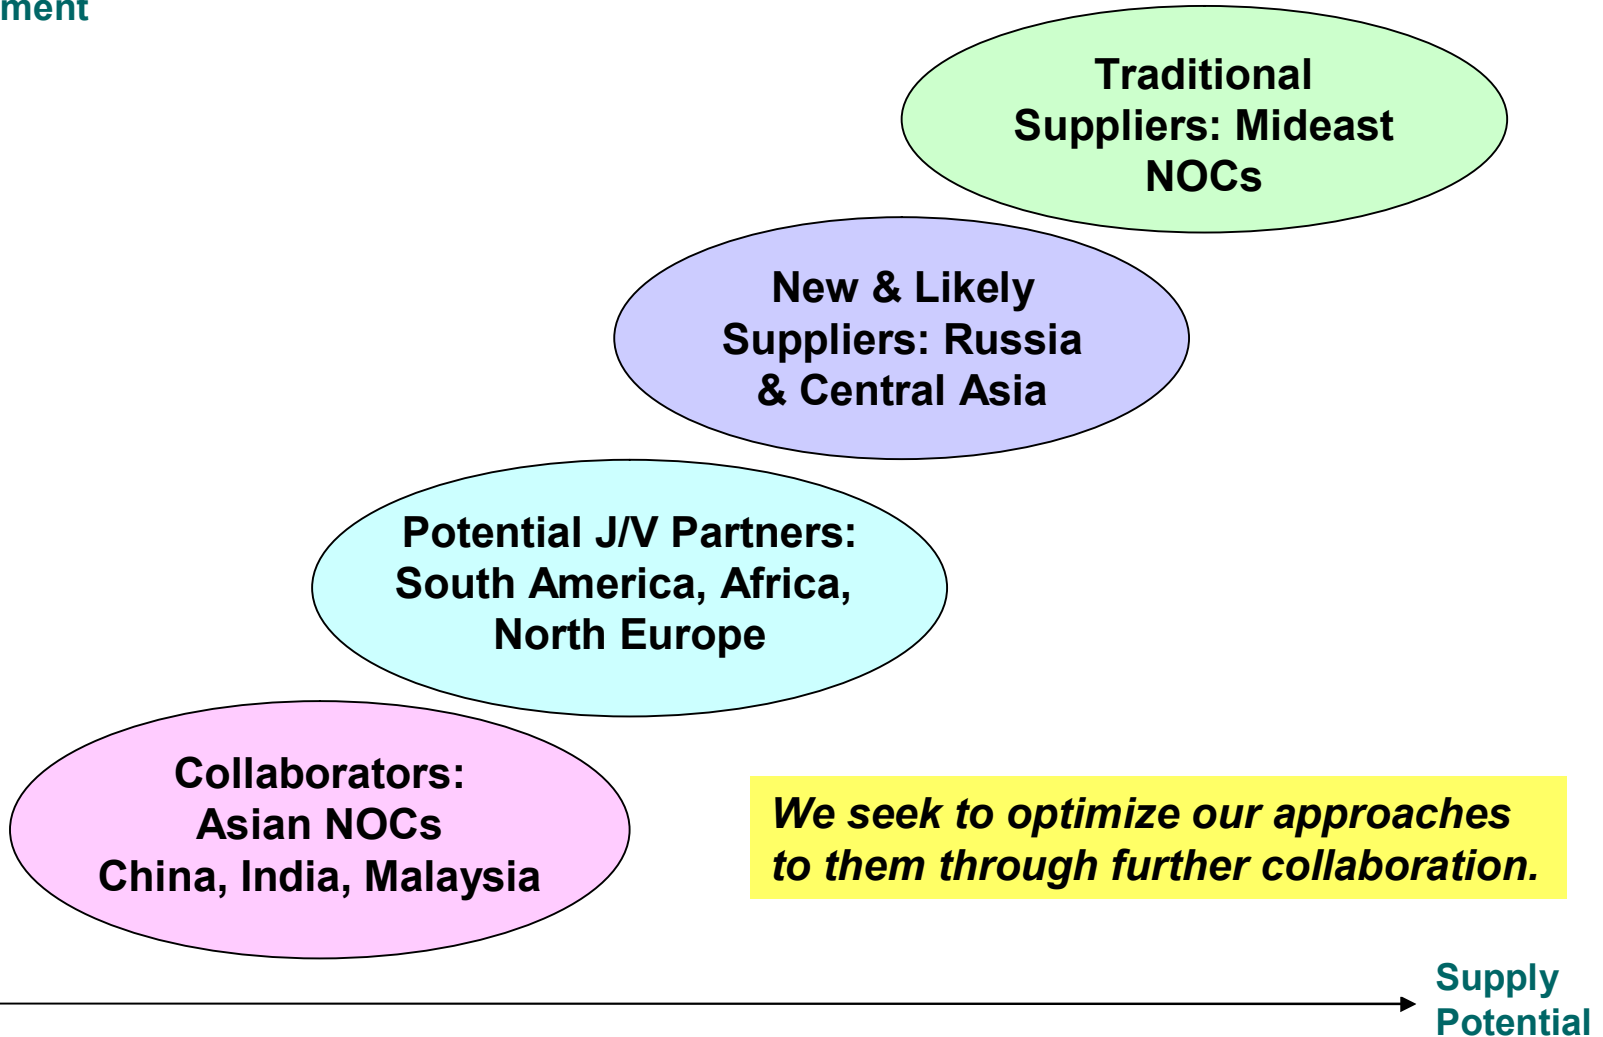 ment
Traditional
Suppliers: Mideast
NOCs
New & Likely
Suppliers: Russia
& Central Asia
Potential J/V Partners:
South America, Africa,
North Europe
Collaborators:
Asian NOCs
China, India, Malaysia
We seek to optimize our approaches
to them through further collaboration.
Supply
Potential